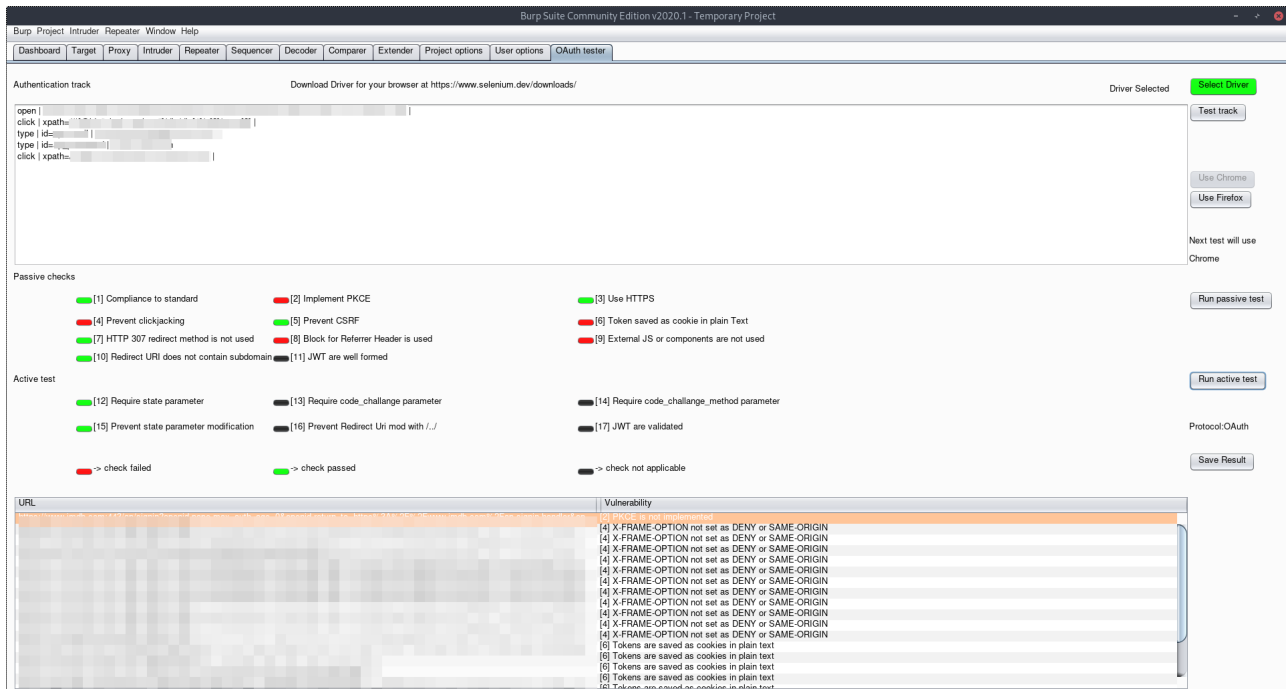 Burp Suite Community Edition v2020.1 - Temporary Project
Burp Project Intruder Repeater Window Help
Dashboard Target Proxy Intruder Repeater Sequencer Decoder Comparer Extender Project options User options OAuth tester
Authentication track Download Driver for your browser at https://www.selenium.dev/downloads/ Driver Selected Select Driver
open | |
Test track
click | xpath= |
type | id= |
type | id= |
click | xpath= |
Use Chrome
Use Firefox
Next test will use
Chrome
Passive checks
[1] Compliance to standard [2] Implement PKCE [3] Use HTTPS Run passive test
[4] Prevent clickjacking [5] Prevent CSRF [6] Token saved as cookie in plain Text
[7] HTTP 307 redirect method is not used [8] Block for Referrer Header is used [9] External JS or components are not used
[10] Redirect URI does not contain subdomain [11] JWT are well formed
Active test Run active test
[12] Require state parameter [13] Require code_challange parameter [14] Require code_challange_method parameter
[15] Prevent state parameter modification [16] Prevent Redirect Uri mod with /../ [17] JWT are validated Protocol:OAuth
-> check failed -> check passed -> check not applicable Save Result
URL Vulnerability
[2] PKCE is not implemented
[4] X-FRAME-OPTION not set as DENY or SAME-ORIGIN
[4] X-FRAME-OPTION not set as DENY or SAME-ORIGIN
[4] X-FRAME-OPTION not set as DENY or SAME-ORIGIN
[4] X-FRAME-OPTION not set as DENY or SAME-ORIGIN
[4] X-FRAME-OPTION not set as DENY or SAME-ORIGIN
[4] X-FRAME-OPTION not set as DENY or SAME-ORIGIN
[4] X-FRAME-OPTION not set as DENY or SAME-ORIGIN
[4] X-FRAME-OPTION not set as DENY or SAME-ORIGIN
[4] X-FRAME-OPTION not set as DENY or SAME-ORIGIN
[4] X-FRAME-OPTION not set as DENY or SAME-ORIGIN
[4] X-FRAME-OPTION not set as DENY or SAME-ORIGIN
[6] Tokens are saved as cookies in plain text
[6] Tokens are saved as cookies in plain text
[6] Tokens are saved as cookies in plain text
[6] Tokens are saved as cookies in plain text
[6] Tokens are saved as cookies in plain text